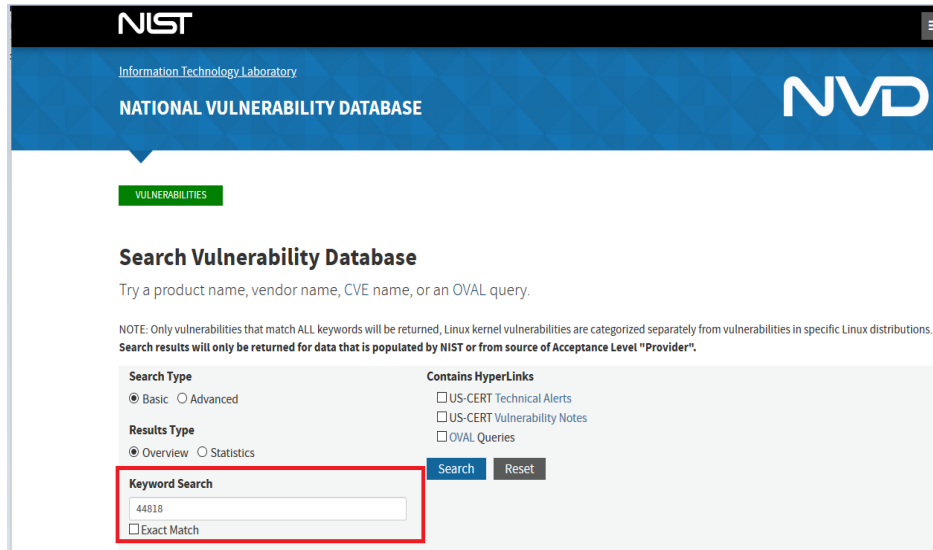 NIST
Information Technology Laboratory
NATIONAL VULNERABILITY DATABASE
NVD
VULNERABILITIES
Search Vulnerability Database
Try a product name, vendor name, CVE name, or an OVAL query.
NOTE: Only vulnerabilities that match ALL keywords will be returned, Linux kernel vulnerabilities are categorized separately from vulnerabilities in specific Linux distributions.
Search results will only be returned for data that is populated by NIST or from source of Acceptance Level "Provider".
Search Type
Basic Advanced
Results Type
Overview Statistics
Keyword Search
44818
Exact Match
Contains HyperLinks
US-CERT Technical Alerts
US-CERT Vulnerability Notes
OVAL Queries
Search Reset